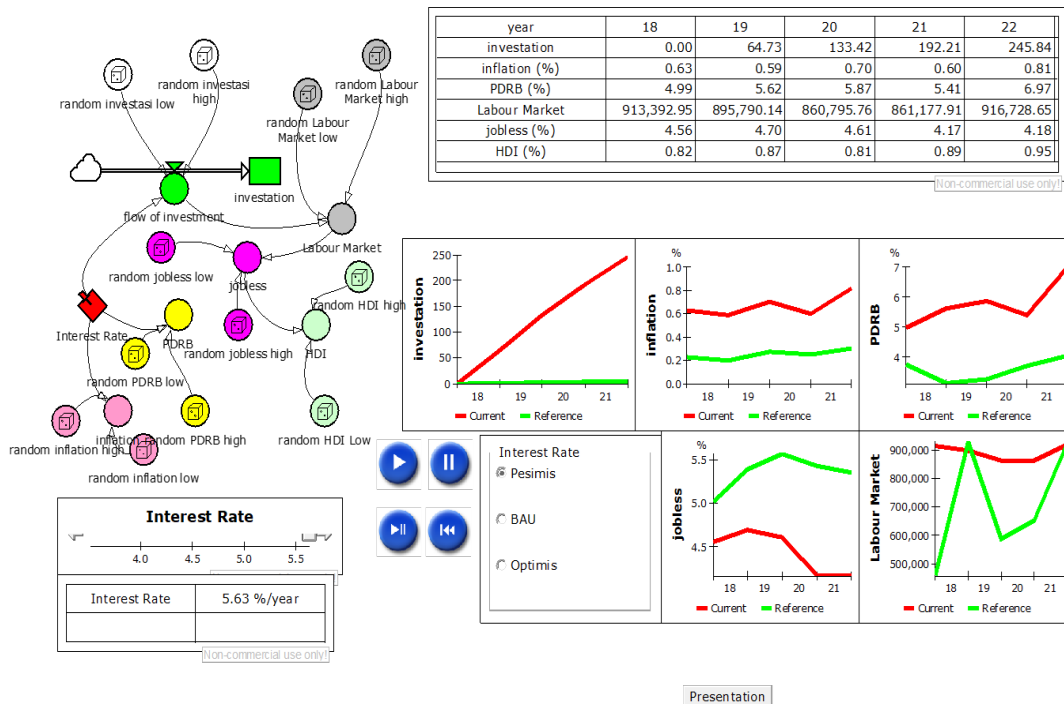 year 18 19 20 21 22
investation 0.00 64.73 133.42 192.21 245.84
inflation (%) 0.63 0.59 0.70 0.60 0.81
PDRB (%) 4.99 5.62 5.87 5.41 6.97
Labour Market 913,392.95 895,790.14 860,795.76 861,177.91 916,728.65
jobless (%) 4.56 4.70 4.61 4.17 4.18
HDI (%) 0.82 0.87 0.81 0.89 0.95
Non-commercial use only!
random investasi low
random investasi
high
random Labour
Market high
random Labour
Market low
investation
flow of investment
Labour Market
random jobless low
jobless
random HDI high
Interest Rate
PDRB
random jobless high
HDI
random PDRB low
inflation
random PDRB high
random HDI Low
random inflation high
random inflation low
investation
250
200
150
100
50
0
18 19 20 21
Current Reference
%
inflation
1.0
0.8
0.6
0.4
0.2
0.0
18 19 20 21
Current Reference
%
PDRB
7
6
5
4
18 19 20 21
Current Reference
Interest Rate
Pesimis
BAU
Optimis
%
jobless
5.5
5.0
4.5
18 19 20 21
Current Reference
Labour Market
900,000
800,000
700,000
600,000
500,000
18 19 20 21
Current Reference
Interest Rate
4.0 4.5 5.0 5.5
Interest Rate 5.63 %/year
Non-commercial use only!
Presentation